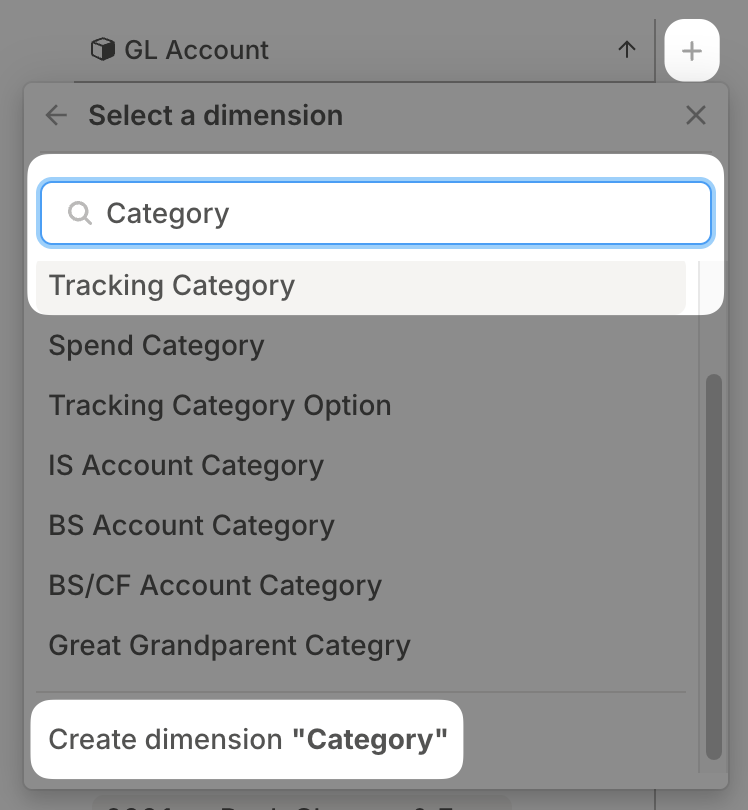 GL Account
Select a dimension
Category
Tracking Category
Spend Category
Tracking Category Option
IS Account Category
BS Account Category
BS/CF Account Category
Great Grandparent Categry
Create dimension "Category"